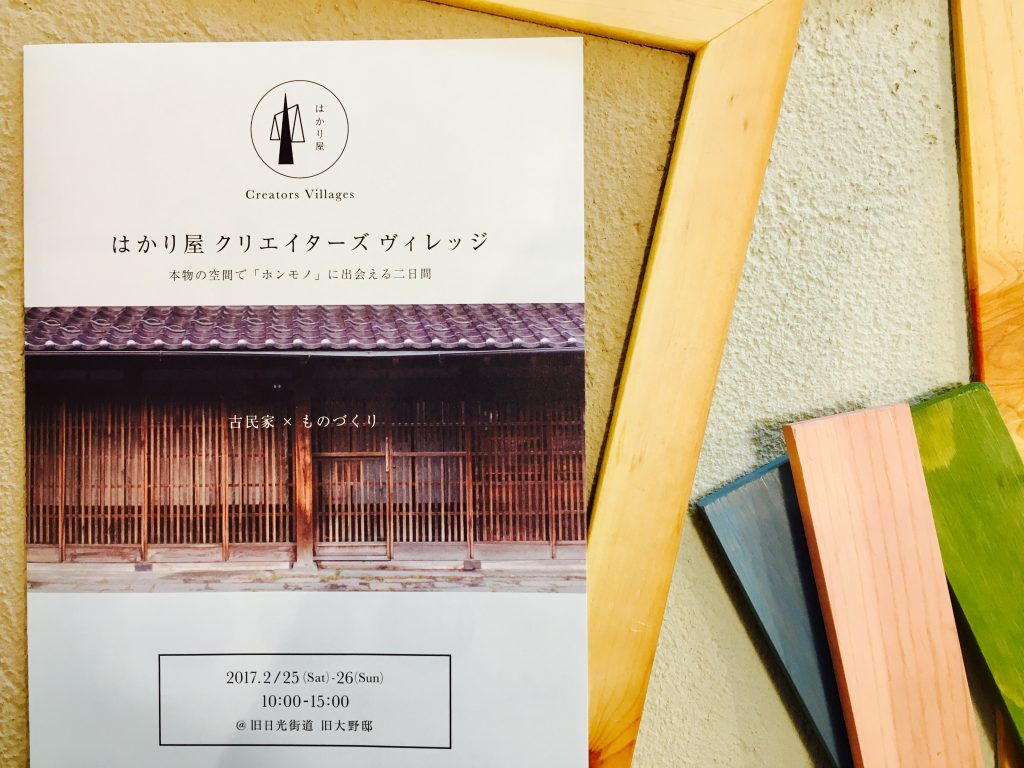 はかり屋
Creators Villages
はかり屋 クリエイターズ ヴィレッジ
本物の空間で「ホンモノ」に出会える二日間
古民家 × ものづくり
2017.2/25(Sat)-26(Sun)
10:00-15:00
@旧日光街道 旧大野邸